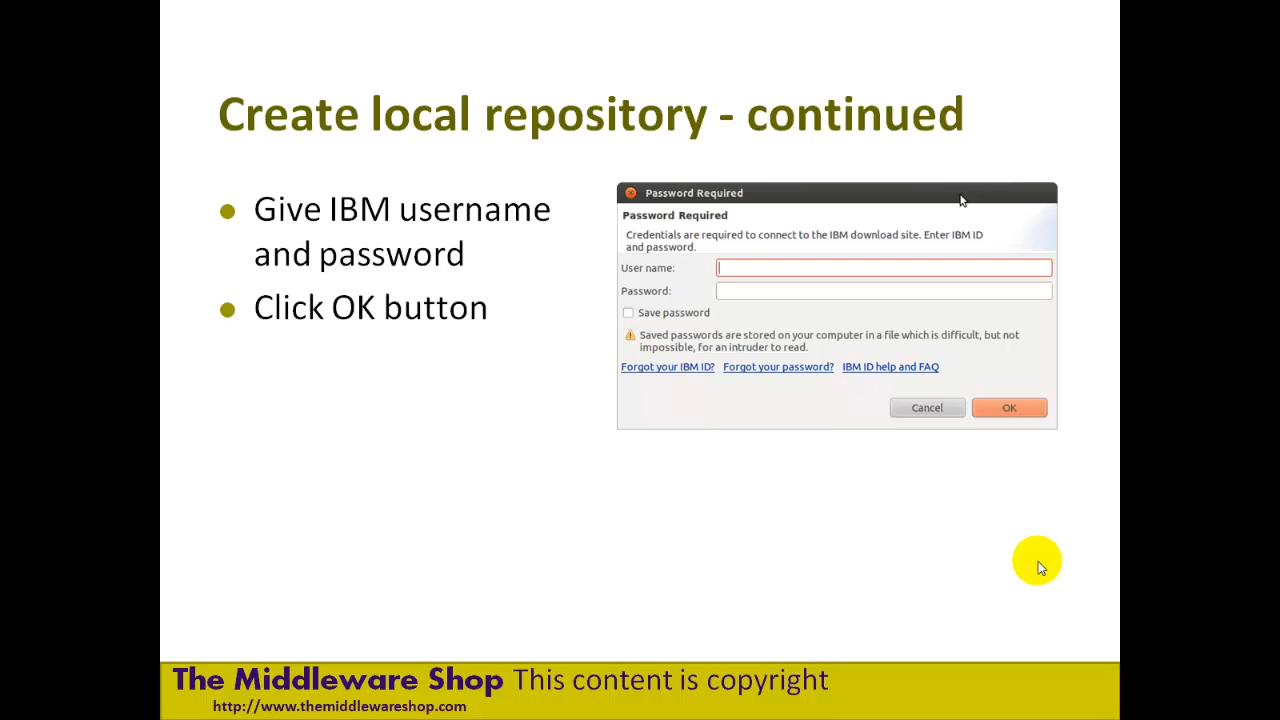 Create local repository - continued
Give IBM username
and password
Click OK button
Password Required
Password Required
Credentials are required to connect to the IBM download site. Enter IBM ID
and password.
User name:
Password:
Save password
Saved passwords are stored on your computer in a file which is difficult, but not
impossible, for an intruder to read.
Forgot your IBM ID? Forgot your password? IBM ID help and FAQ
Cancel OK
The Middleware Shop This content is copyright
http://www.themiddlewareshop.com